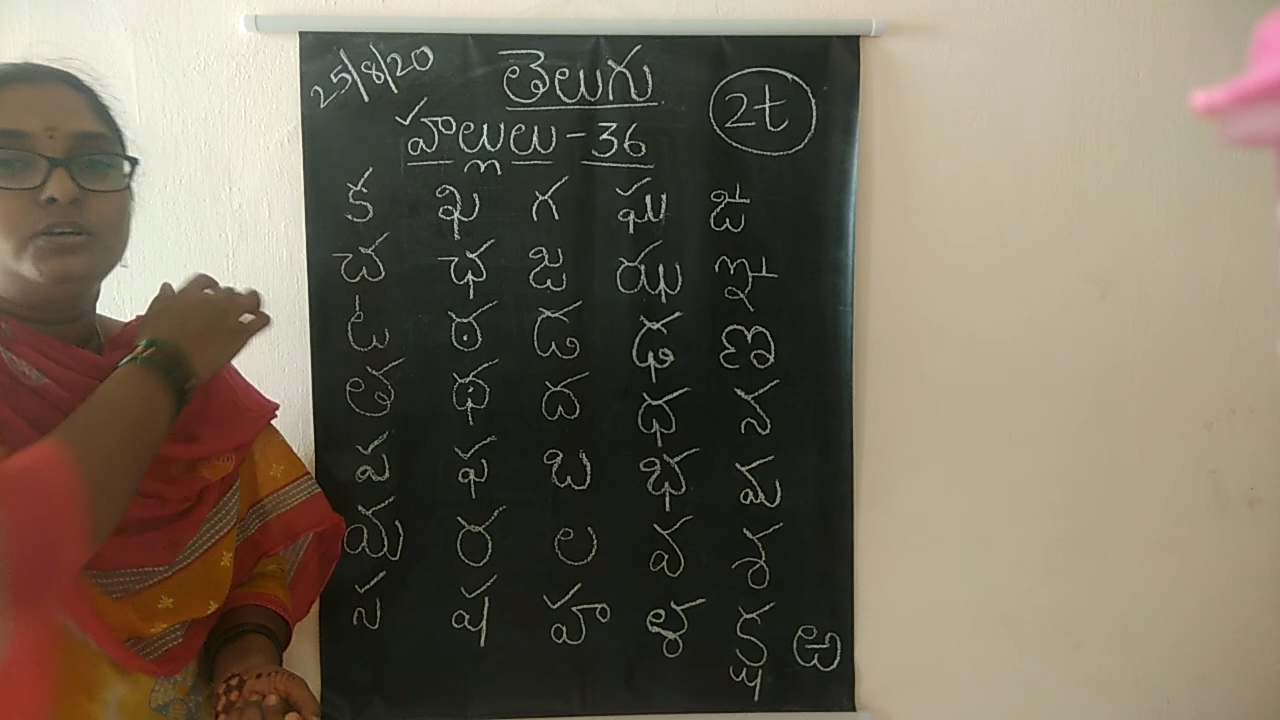 25/8/20 తెలుగు 2t
హల్లులు - 36
క ఖ గ ఘ ఙ
చ ఛ జ ఝ ఞ
ట ఠ డ ఢ ణ
త థ ద ధ న
ప ఫ బ భ మ
య ర ల వ శ
స ష హ ళ క్ష ఱ